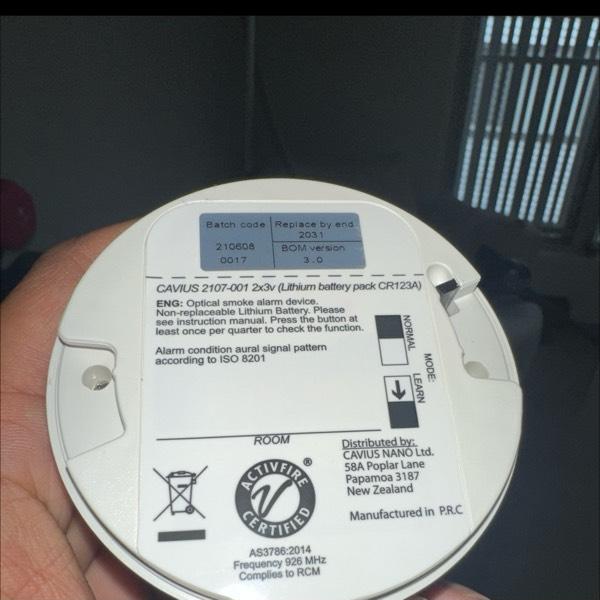 Batch code
210608
0017
Replace by end
2031
BOM version
3.0
CAVIUS 2107-001 2x3v (Lithium battery pack CR123A)
ENG: Optical smoke alarm device.
Non-replaceable Lithium Battery. Please
see instruction manual. Press the button at
least once per quarter to check the function.
Alarm condition aural signal pattern
according to ISO 8201
NORMAL
MODE:
LEARN
ROOM
ACTIVFIRE
®
CERTIFIED
AS3786:2014
Frequency 926 MHz
Complies to RCM
Distributed by:
CAVIUS NANO Ltd.
58A Poplar Lane
Papamoa 3187
New Zealand
Manufactured in P.R.C